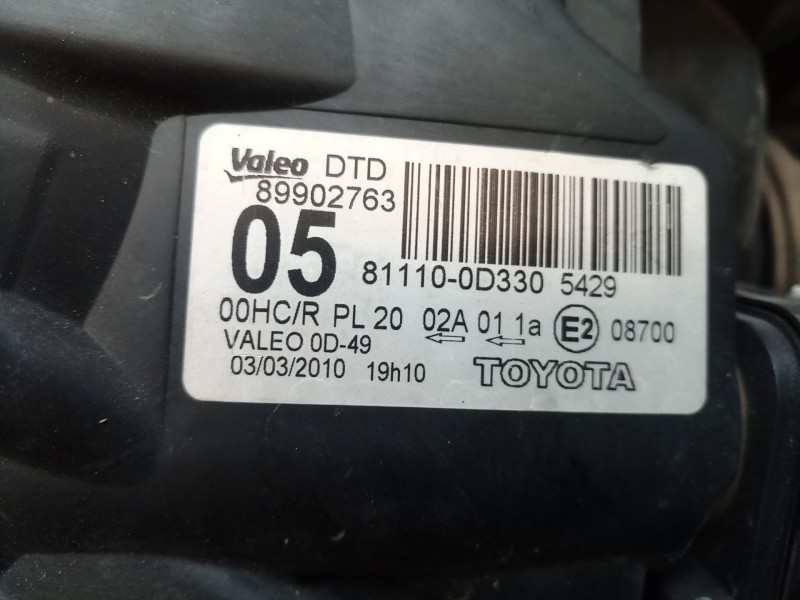 Valeo DTD
89902763
05
81110-0D330 5429
00HC/R PL 20 02A 01 1a E2 08700
VALEO 0D-49
03/03/2010 19h10 TOYOTA